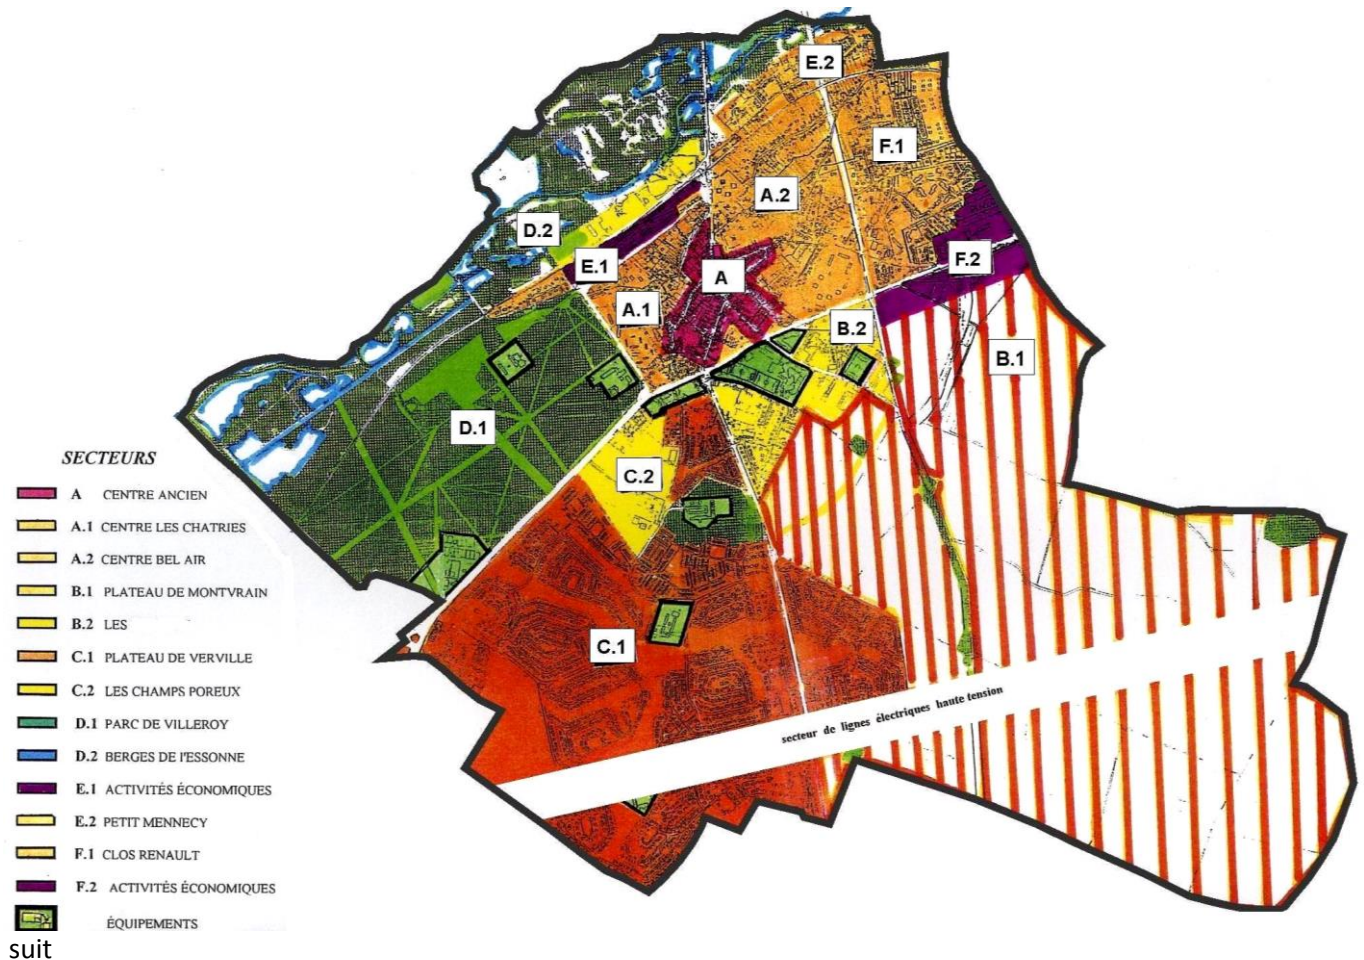 E.2
F.1
A.2
D.2
F.2
E.1
A
A.1
B.2
B.1
D.1
C.2
C.1
secteur de lignes électriques haute tension
SECTEURS
A CENTRE ANCIEN
A.1 CENTRE LES CHATRIES
A.2 CENTRE BEL AIR
B.1 PLATEAU DE MONTVRAIN
B.2 LES
C.1 PLATEAU DE VERVILLE
C.2 LES CHAMPS POREUX
D.1 PARC DE VILLEROY
D.2 BERGES DE l'ESSONNE
E.1 ACTIVITÉS ÉCONOMIQUES
E.2 PETIT MENNECY
F.1 CLOS RENAULT
F.2 ACTIVITÉS ÉCONOMIQUES
ÉQUIPEMENTS
suit